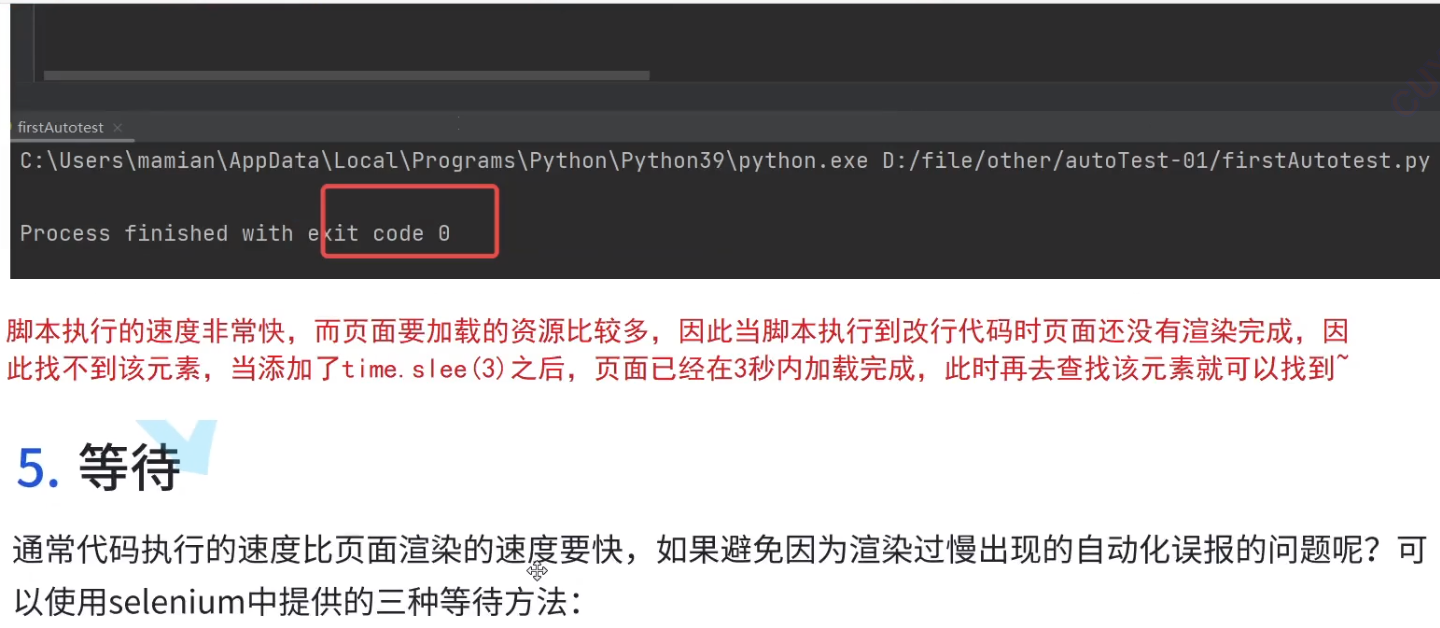 firstAutotest ×
C:\Users\mamian\AppData\Local\Programs\Python\Python39\python.exe D:/file/other/autoTest-01/firstAutotest.py
Process finished with exit code 0
脚本执行的速度非常快，而页面要加载的资源比较多，因此当脚本执行到改行代码时页面还没有渲染完成，因
此找不到该元素，当添加了time.slee(3)之后，页面已经在3秒内加载完成，此时再去查找该元素就可以找到~
5. 等待
通常代码执行的速度比页面渲染的速度要快，如果避免因为渲染过慢出现的自动化误报的问题呢？可
以使用selenium中提供的三种等待方法：